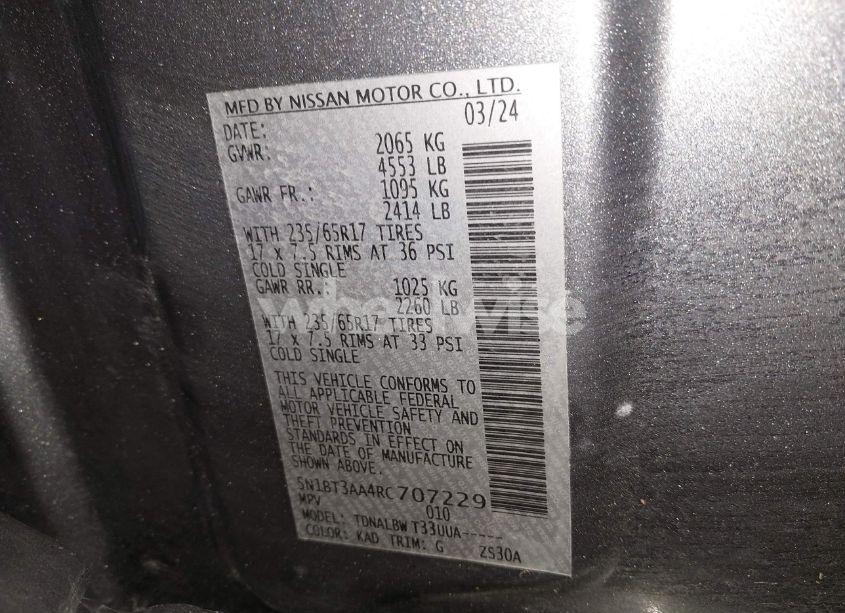 MFD BY NISSAN MOTOR CO., LTD.
DATE: 03/24
GVWR: 2065 KG
4553 LB
GAWR FR.: 1095 KG
2414 LB
WITH 235/65R17 TIRES
17 x 7.5 RIMS AT 36 PSI
COLD SINGLE
GAWR RR.: 1025 KG
2260 LB
WITH 235/65R17 TIRES
17 x 7.5 RIMS AT 33 PSI
COLD SINGLE
THIS VEHICLE CONFORMS TO
ALL APPLICABLE FEDERAL
MOTOR VEHICLE SAFETY AND
THEFT PREVENTION
STANDARDS IN EFFECT ON
THE DATE OF MANUFACTURE
SHOWN ABOVE.
5N1BT3AA4RC707229
MPV 010
MODEL: TDNALBWT33UUA-----
COLOR: KAD TRIM: G ZS30A